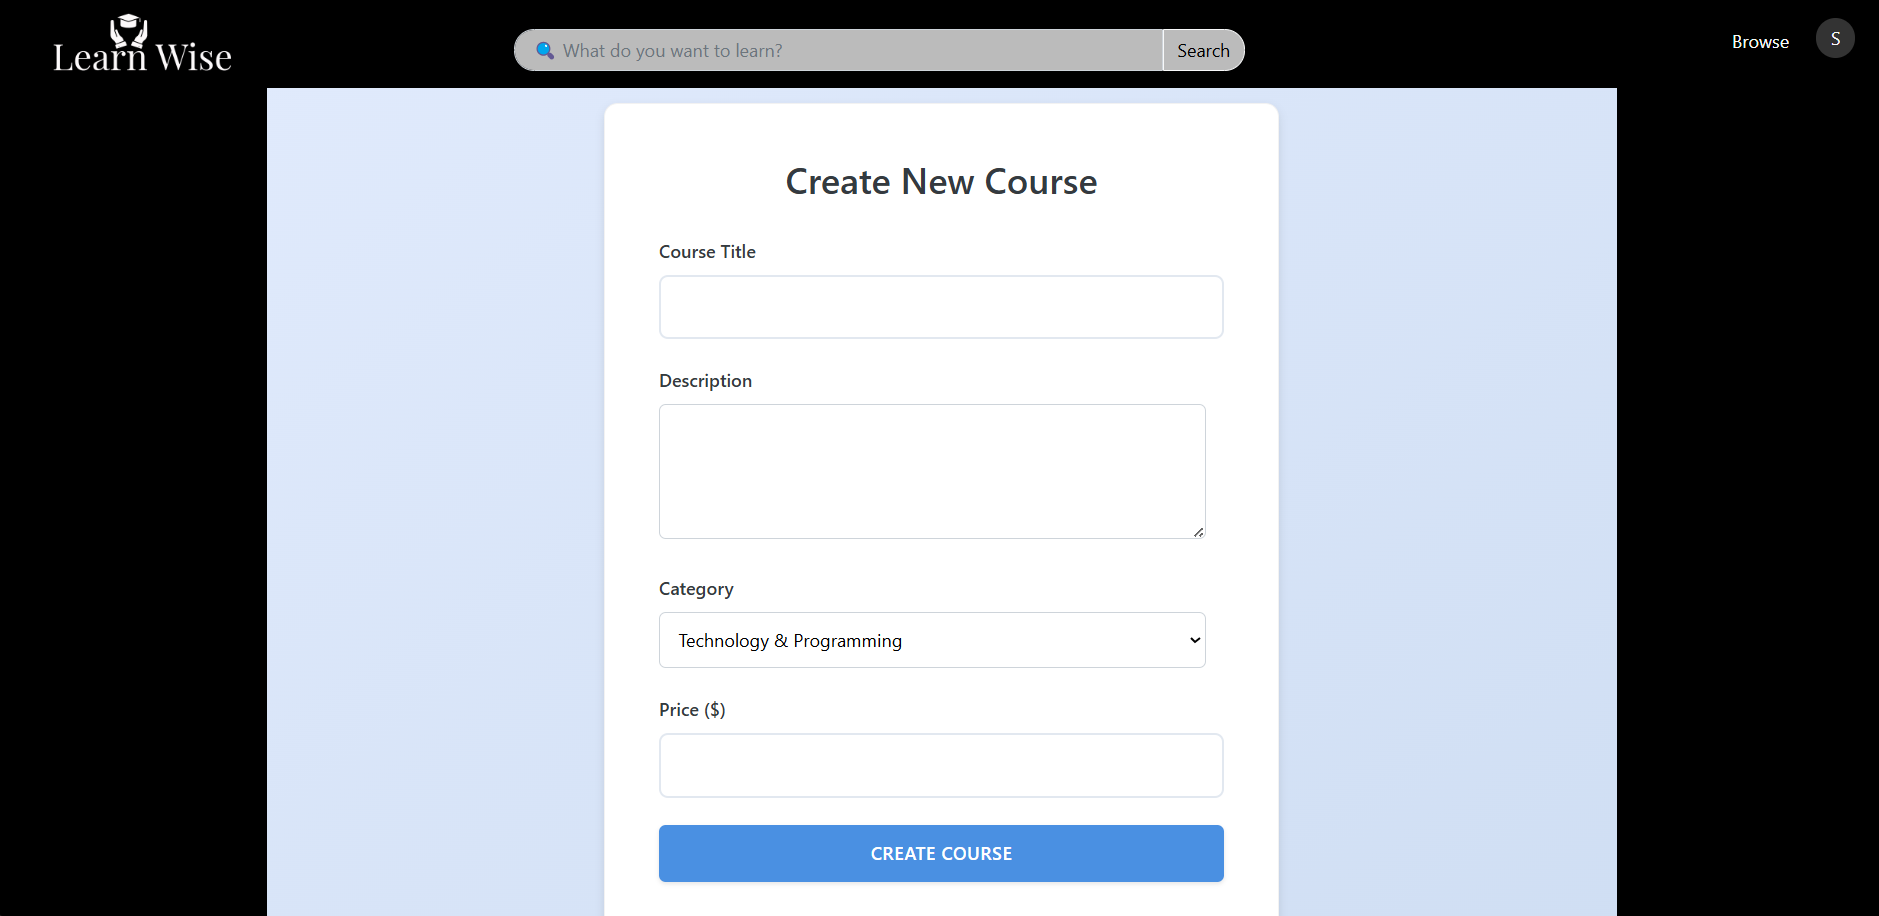 Learn Wise
🔍 What do you want to learn?
Search
Browse
S
Create New Course
Course Title
Description
Category
Technology & Programming
Price ($)
CREATE COURSE